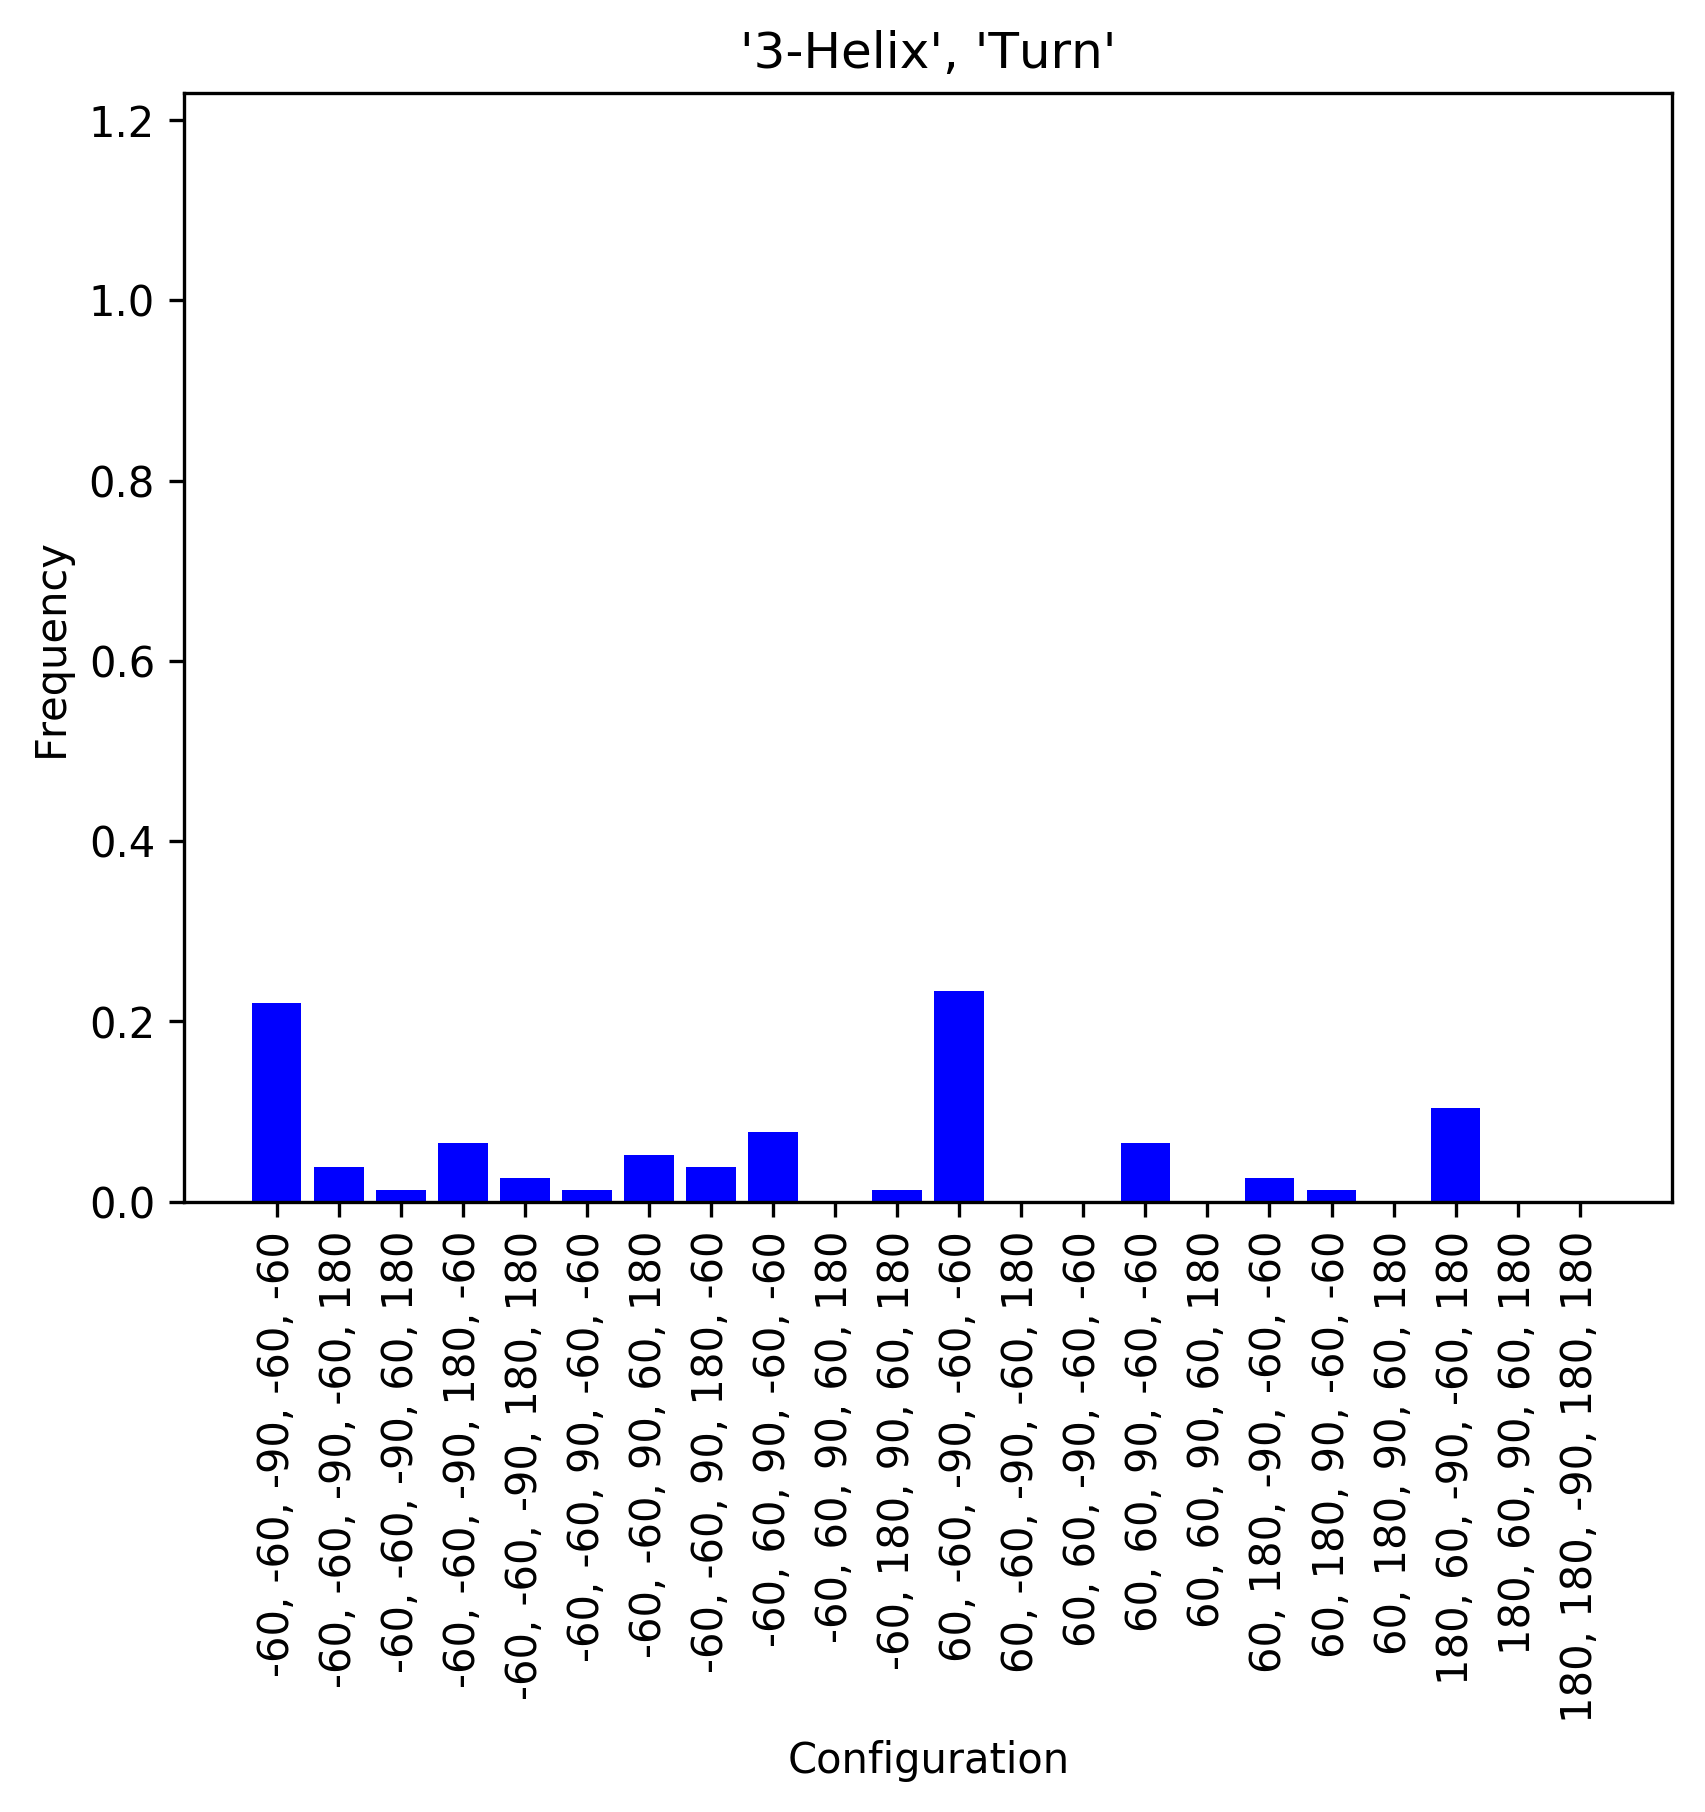 '3-Helix', 'Turn'
1.2
1.0
0.8
0.6
0.4
0.2
0.0
Frequency
-60, -60, -90, -60, -60
-60, -60, -90, -60, 180
-60, -60, -90, 60, 180
-60, -60, -90, 180, -60
-60, -60, -90, 180, 180
-60, -60, 90, -60, -60
-60, -60, 90, 60, 180
-60, -60, 90, 180, -60
-60, 60, 90, -60, -60
-60, 60, 90, 60, 180
-60, 180, 90, 60, 180
60, -60, -90, -60, -60
60, -60, -90, -60, 180
60, 60, -90, -60, -60
60, 60, 90, -60, -60
60, 60, 90, 60, 180
60, 180, -90, -60, -60
60, 180, 90, -60, -60
60, 180, 90, 60, 180
180, 60, -90, -60, 180
180, 60, 90, 60, 180
180, 180, -90, 180, 180
Configuration